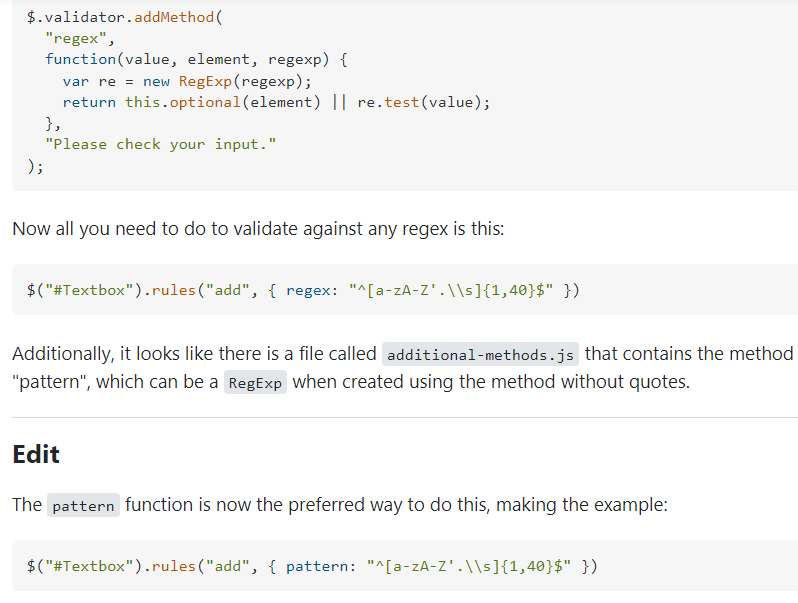 $.validator.addMethod(
  "regex",
  function(value, element, regexp) {
    var re = new RegExp(regexp);
    return this.optional(element) || re.test(value);
  },
  "Please check your input."
);
Now all you need to do to validate against any regex is this:
$("#Textbox").rules("add", { regex: "^[a-zA-Z'.\\s]{1,40}$" })
Additionally, it looks like there is a file called additional-methods.js that contains the method
"pattern", which can be a RegExp when created using the method without quotes.
Edit
The pattern function is now the preferred way to do this, making the example:
$("#Textbox").rules("add", { pattern: "^[a-zA-Z'.\\s]{1,40}$" })